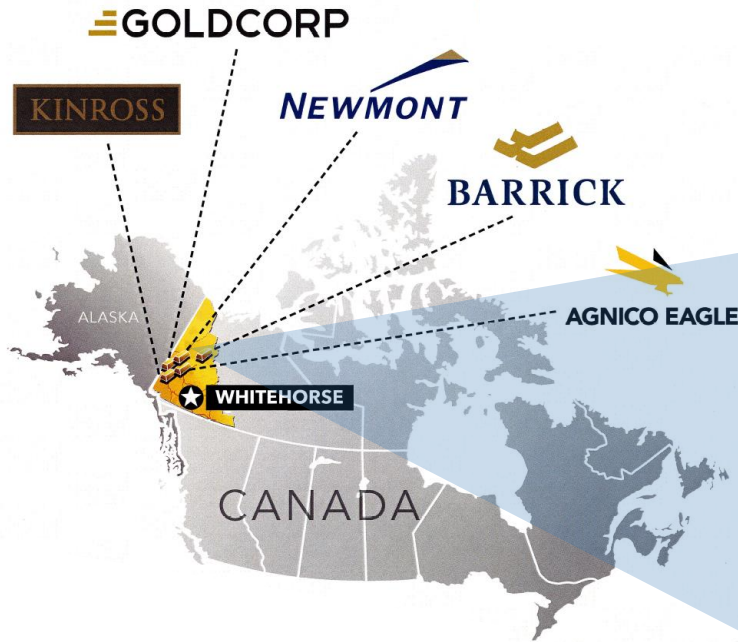 GOLDCORP
KINROSS
NEWMONT
BARRICK
ALASKA
AGNICO EAGLE
WHITEHORSE
CANADA